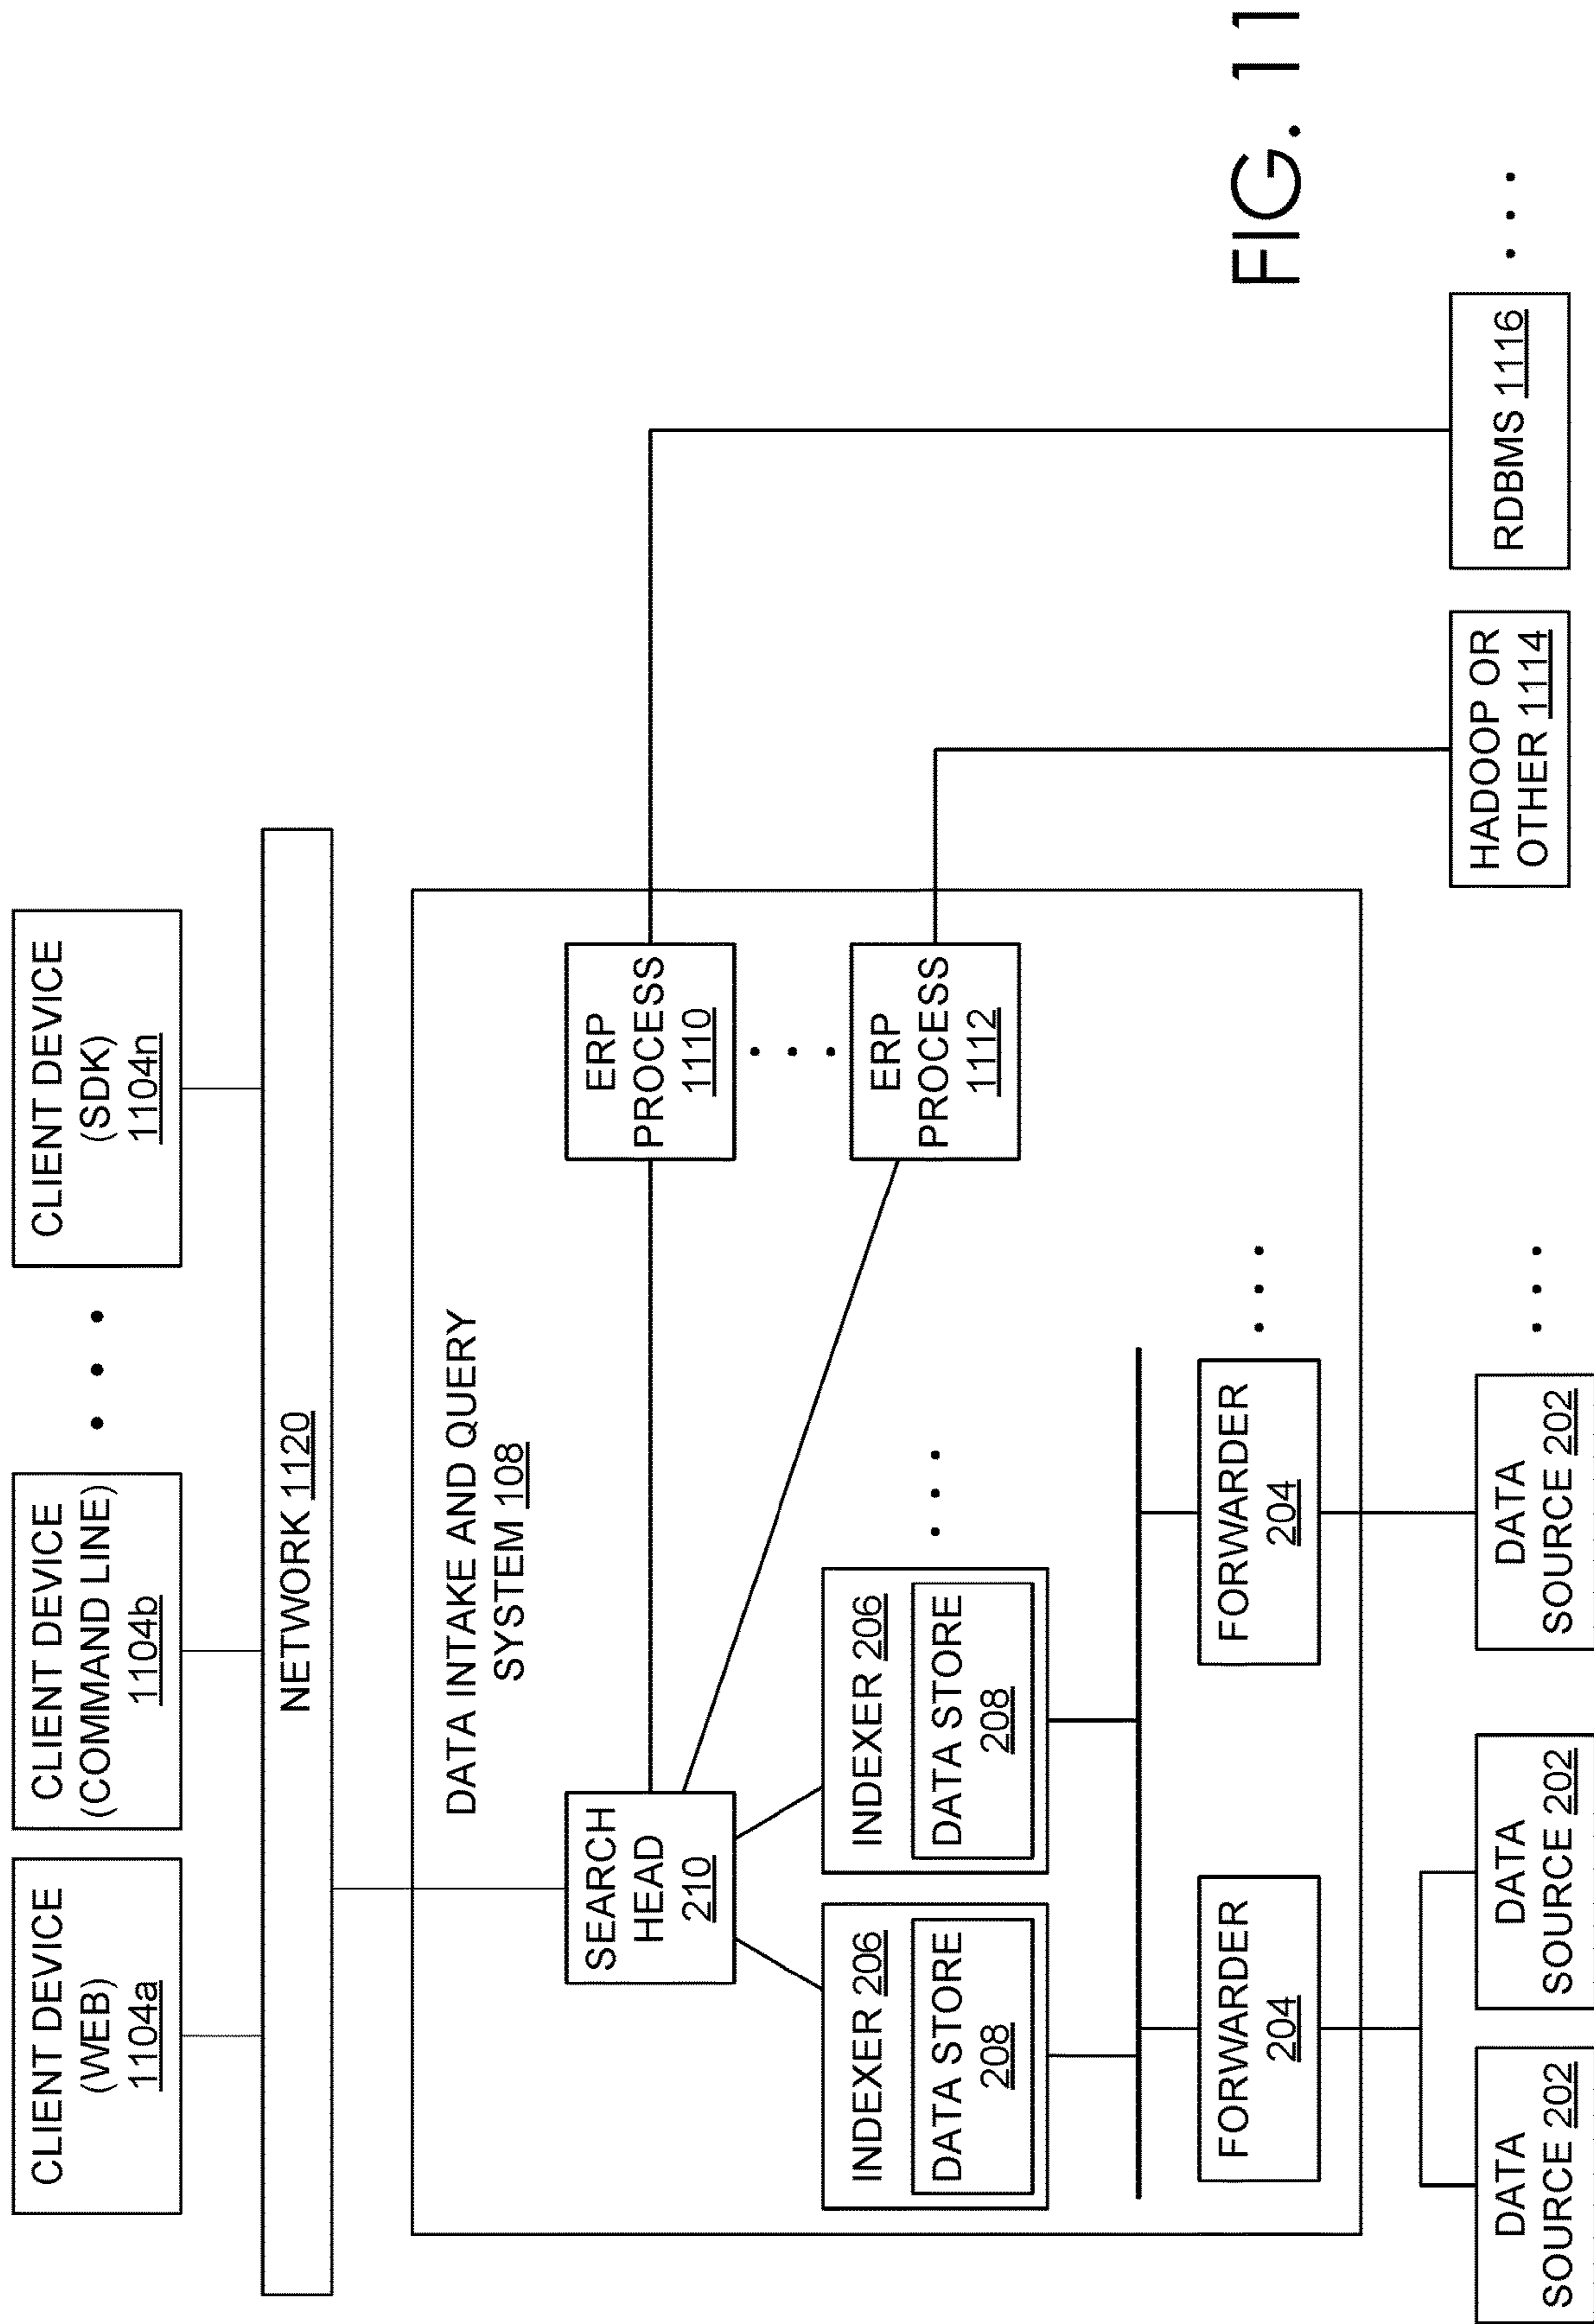 CLIENT DEVICE
(WEB)
1104a
CLIENT DEVICE
(COMMAND LINE)
1104b
CLIENT DEVICE
(SDK)
1104n
NETWORK 1120
DATA INTAKE AND QUERY
SYSTEM 108
SEARCH
HEAD
210
ERP
PROCESS
1110
INDEXER 206
DATA STORE
208
INDEXER 206
DATA STORE
208
ERP
PROCESS
1112
FORWARDER
204
FORWARDER
204
DATA
SOURCE 202
DATA
SOURCE 202
DATA
SOURCE 202
HADOOP OR
OTHER 1114
RDBMS 1116
FIG. 11